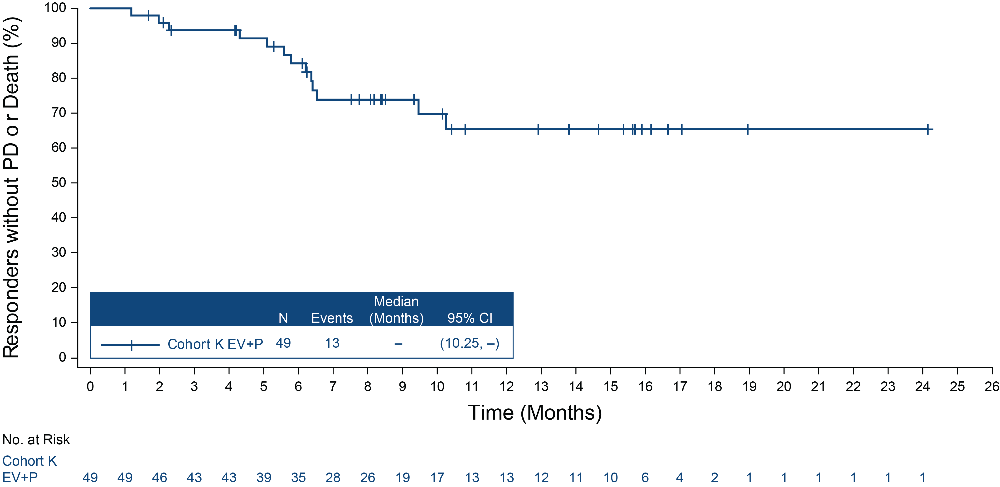 Responders without PD or Death (%)
100
90
80
70
60
50
40
30
20
10
0
Median
N Events (Months) 95% CI
Cohort K EV+P 49 13 – (10.25, –)
0 1 2 3 4 5 6 7 8 9 10 11 12 13 14 15 16 17 18 19 20 21 22 23 24 25 26
Time (Months)
No. at Risk
Cohort K
EV+P 49 49 46 43 43 39 35 28 26 19 17 13 13 12 11 10 6 4 2 1 1 1 1 1 1